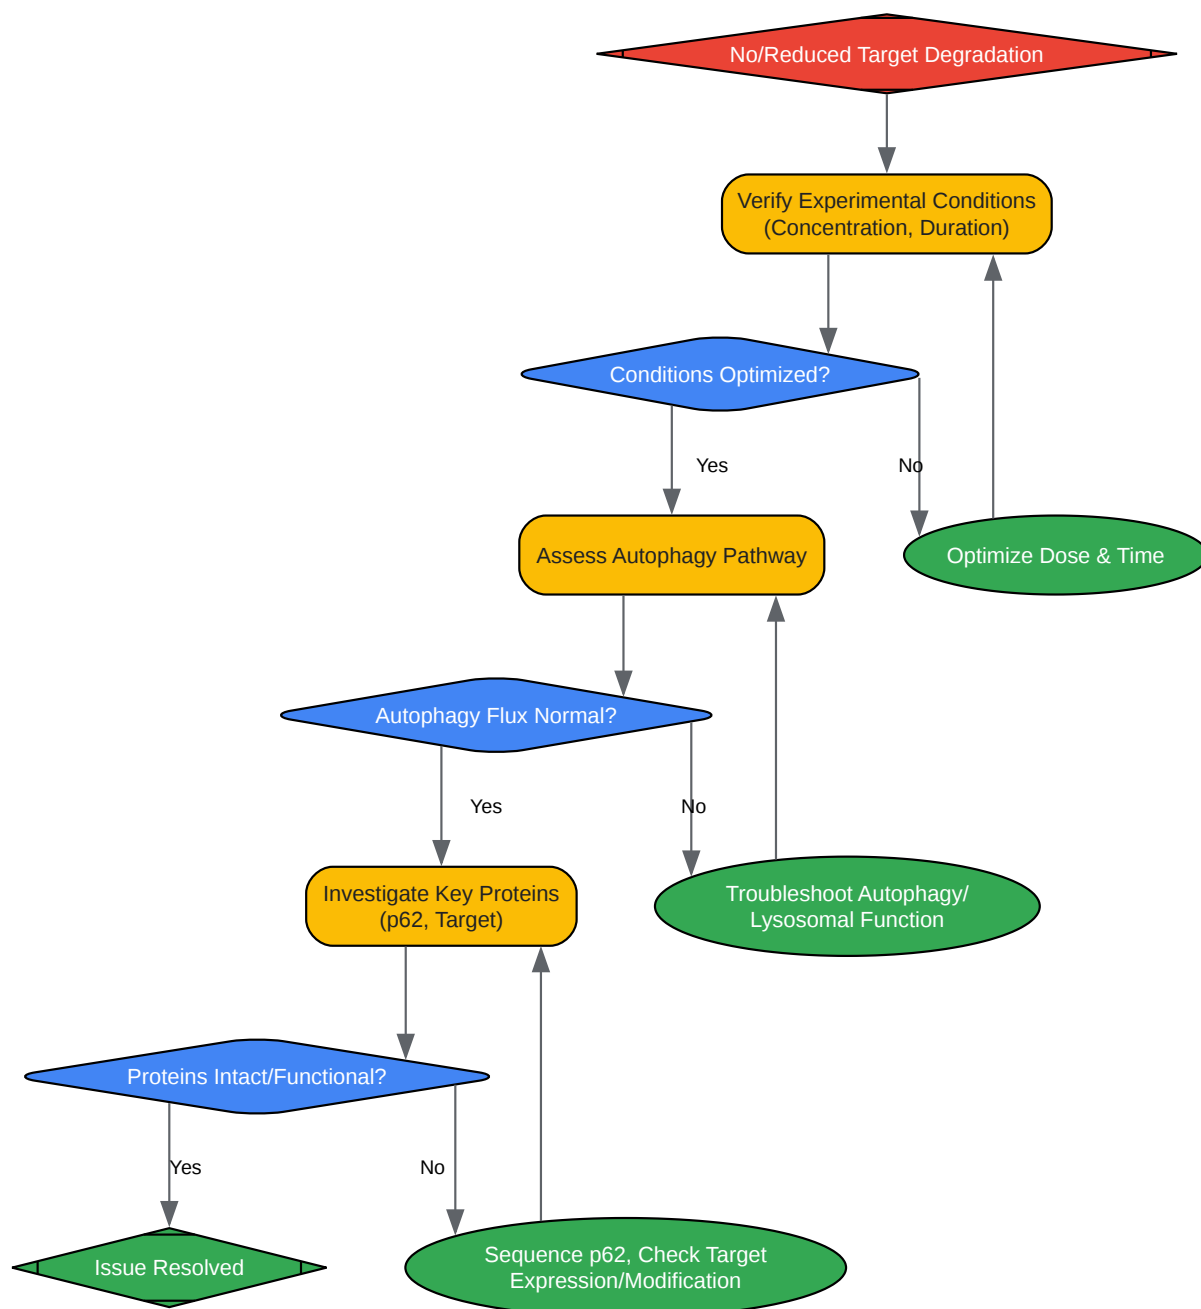 No/Reduced Target Degradation
Verify Experimental Conditions
(Concentration, Duration)
Conditions Optimized?
Yes
No
Assess Autophagy Pathway
Optimize Dose & Time
Autophagy Flux Normal?
Yes
No
Investigate Key Proteins
(p62, Target)
Troubleshoot Autophagy/
Lysosomal Function
Proteins Intact/Functional?
Yes
No
Issue Resolved
Sequence p62, Check Target
Expression/Modification